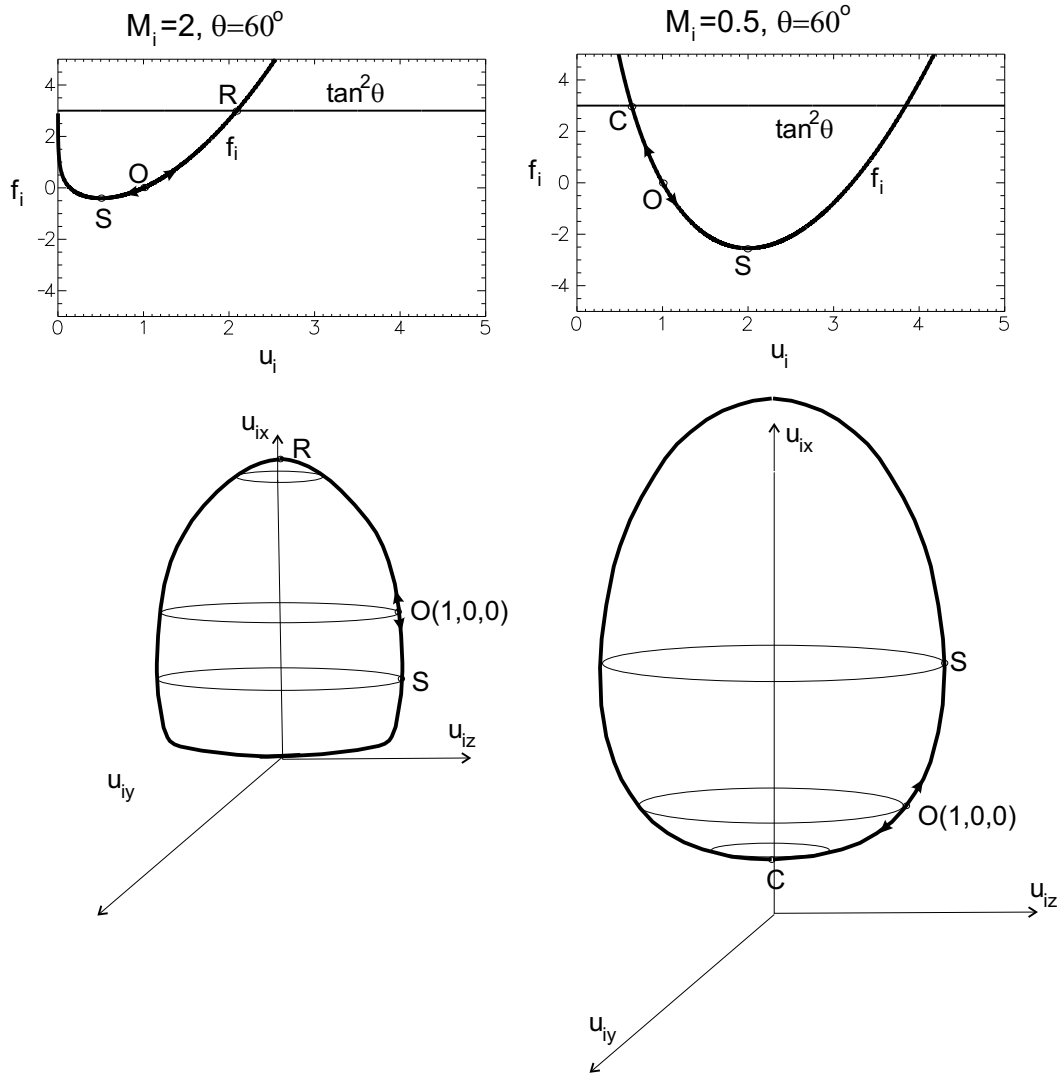 M_i=2, θ=60°
4
2
0
−2
−4
f_i
R
tan²θ
f_i
O
S
0 1 2 3 4 5
u_i
M_i=0.5, θ=60°
4
2
0
−2
−4
f_i
C
tan²θ
O
f_i
S
0 1 2 3 4 5
u_i
u_ix
R
O(1,0,0)
S
u_iz
u_iy
u_ix
S
O(1,0,0)
C
u_iz
u_iy